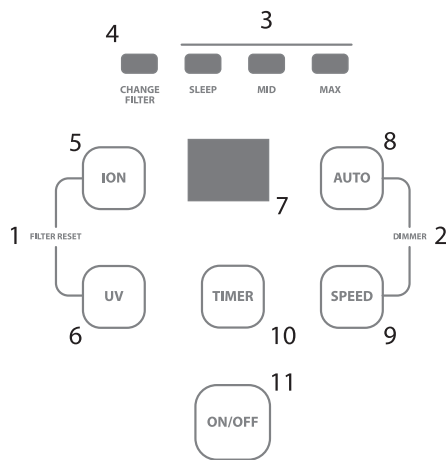 3
4
CHANGE
FILTER
SLEEP
MID
MAX
5
8
ION
AUTO
7
1
FILTER RESET
DIMMER
2
UV
TIMER
SPEED
6
10
9
11
ON/OFF